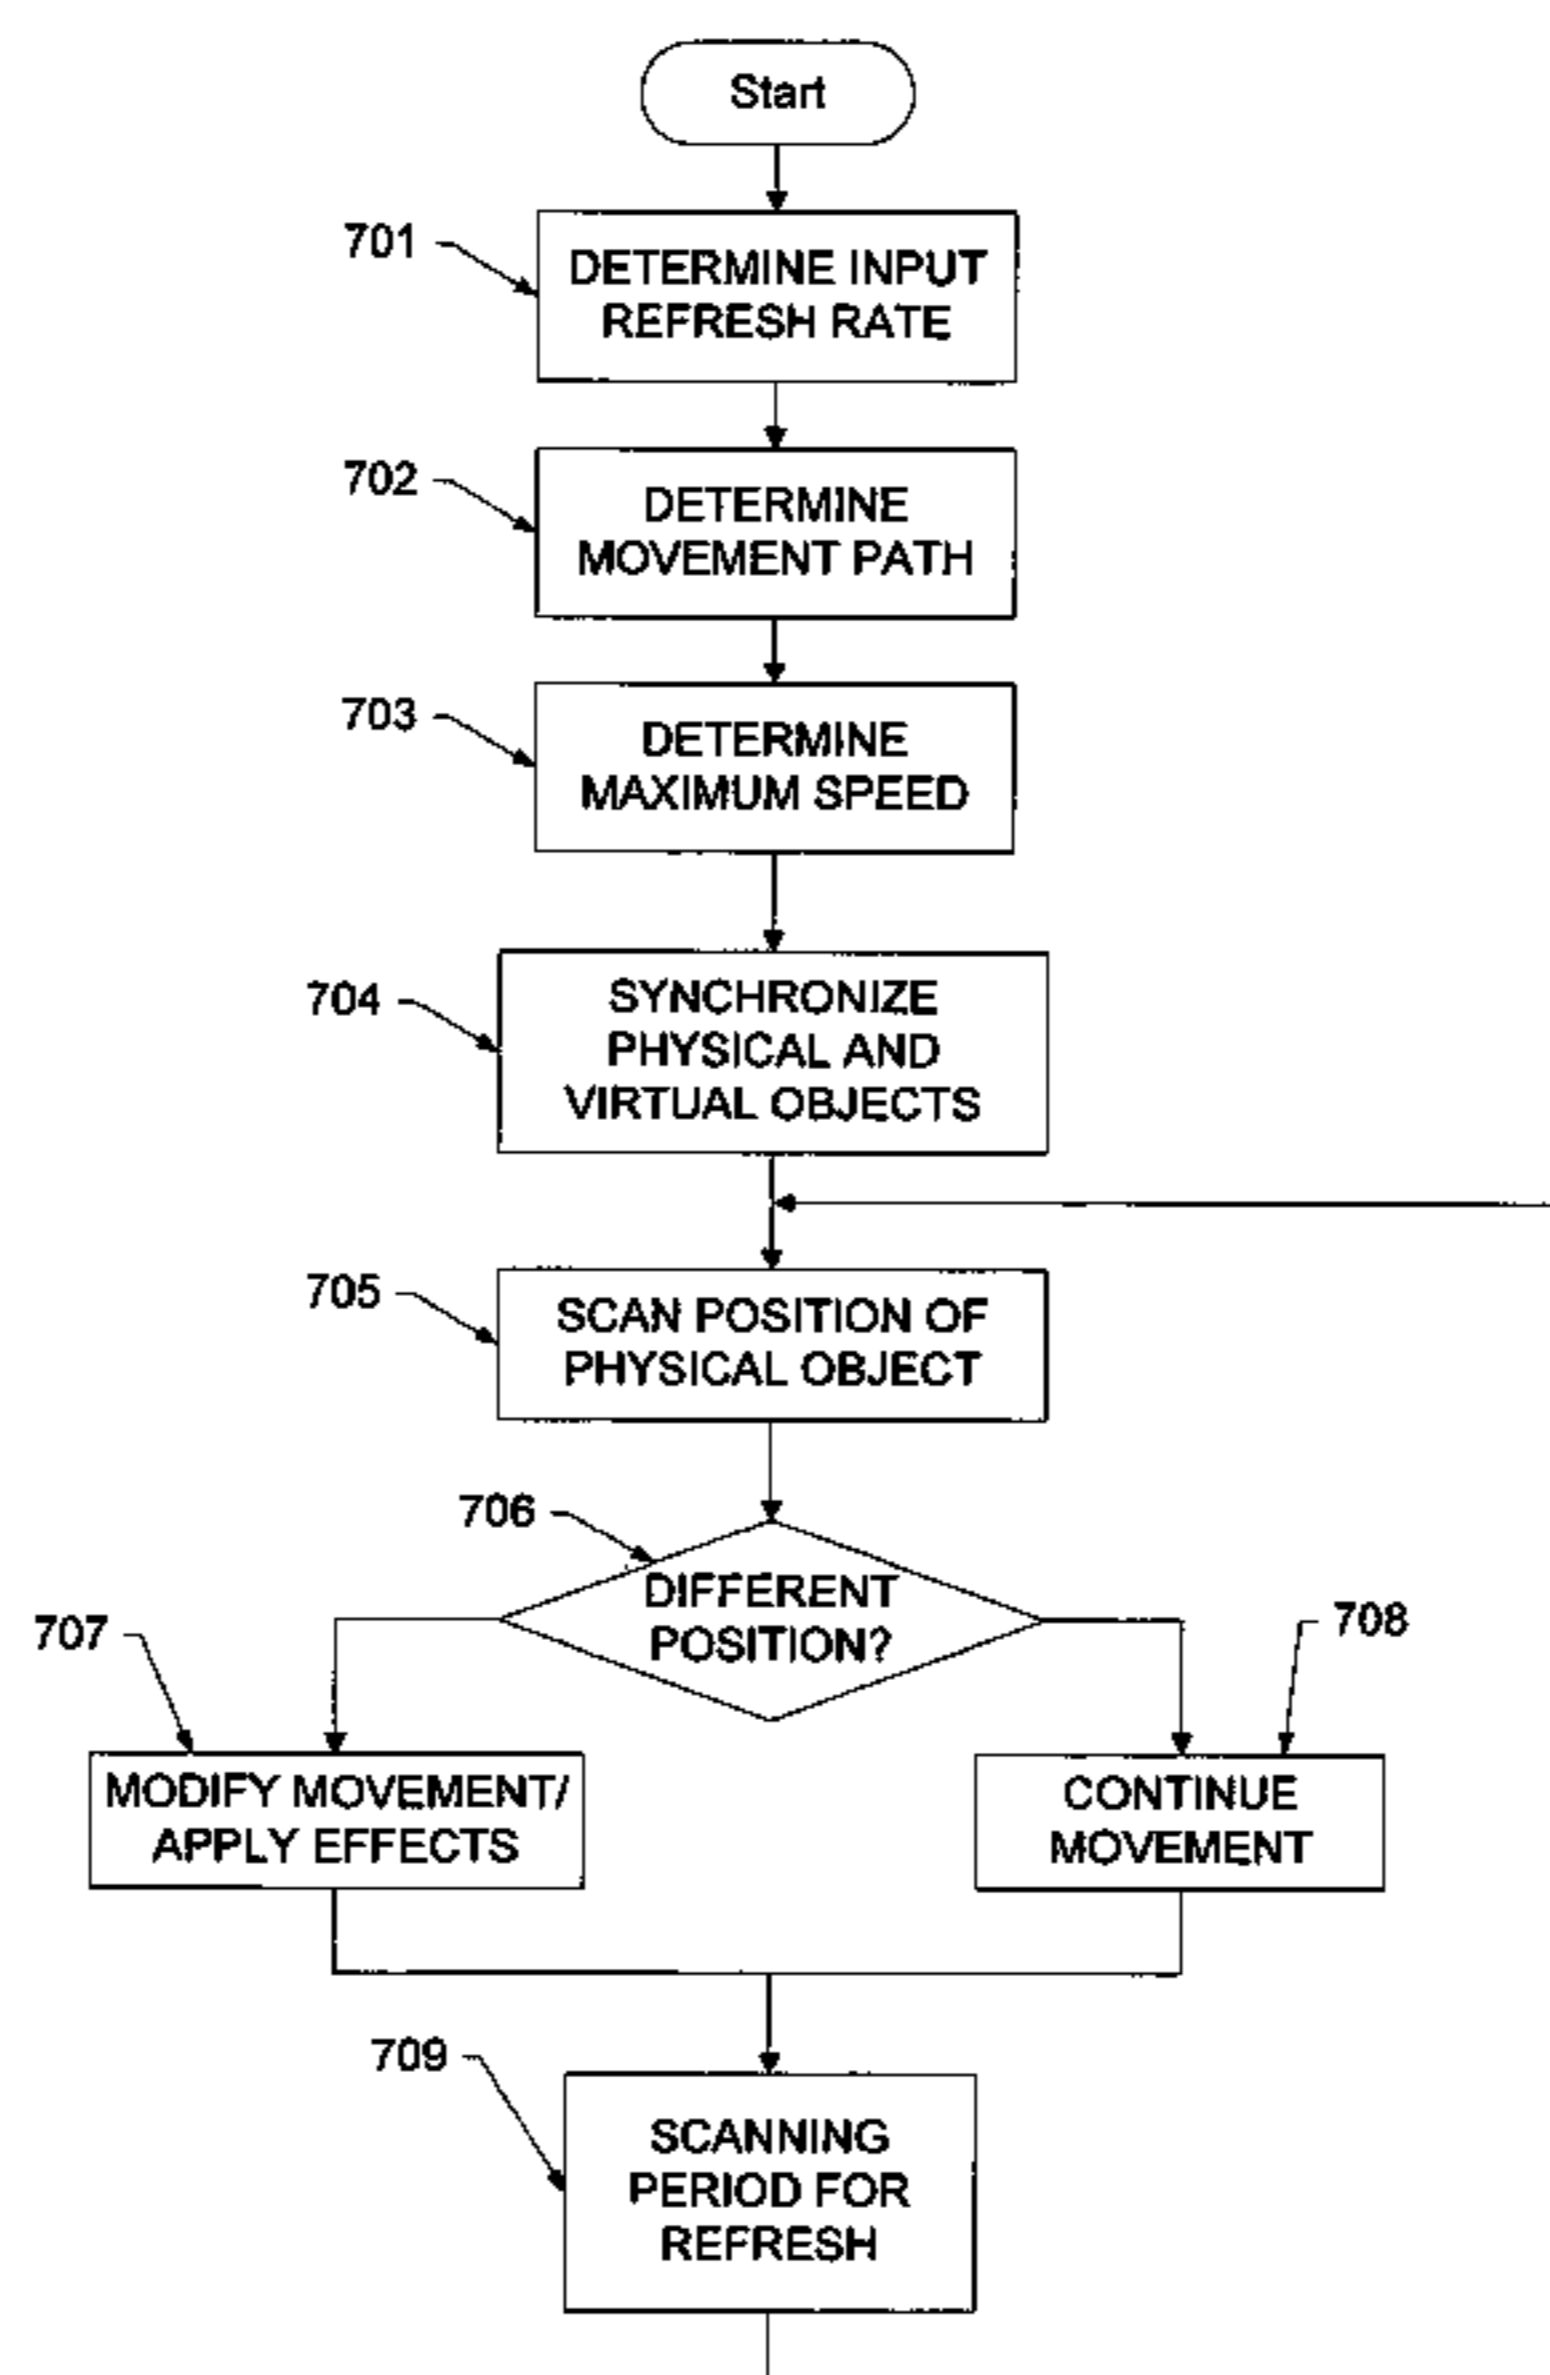 Start
701
DETERMINE INPUT
REFRESH RATE
702
DETERMINE
MOVEMENT PATH
703
DETERMINE
MAXIMUM SPEED
704
SYNCHRONIZE
PHYSICAL AND
VIRTUAL OBJECTS
705
SCAN POSITION OF
PHYSICAL OBJECT
706
DIFFERENT
POSITION?
707
708
MODIFY MOVEMENT/
APPLY EFFECTS
CONTINUE
MOVEMENT
709
SCANNING
PERIOD FOR
REFRESH